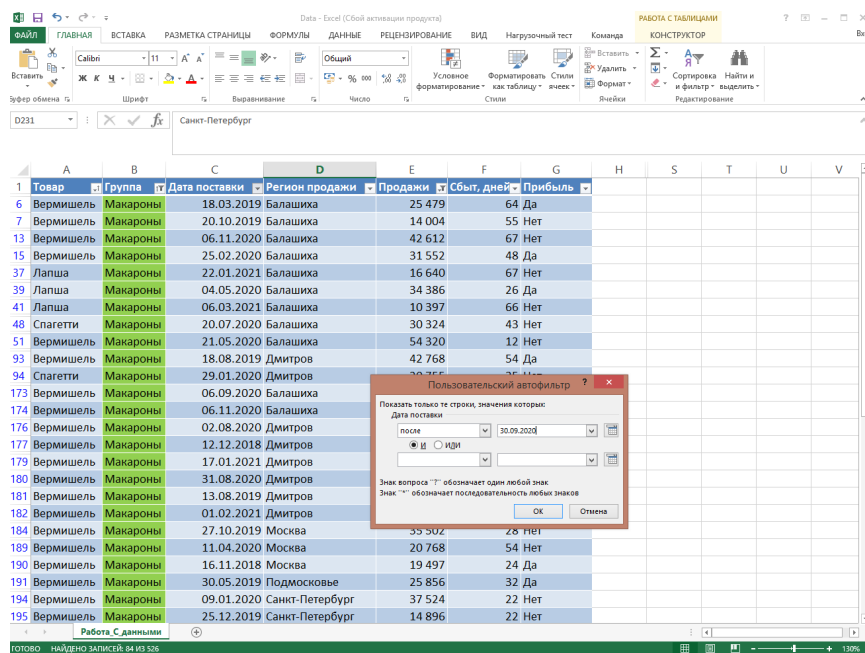 Data - Excel (Сбой активации продукта)
РАБОТА С ТАБЛИЦАМИ
ФАЙЛ ГЛАВНАЯ ВСТАВКА РАЗМЕТКА СТРАНИЦЫ ФОРМУЛЫ ДАННЫЕ РЕЦЕНЗИРОВАНИЕ ВИД Нагрузочный тест Команда КОНСТРУКТОР Вх
Calibri 11 Общий
Вставить
Ж К Ч
% 000
Условное форматирование
Форматировать как таблицу
Стили ячеек
Вставить
Удалить
Формат
Сортировка и фильтр
Найти и выделить
Буфер обмена Шрифт Выравнивание Число Стили Ячейки Редактирование
D231 fx Санкт-Петербург
A B C D E F G H S T U V
1 Товар Группа Дата поставки Регион продажи Продажи Сбыт, дней Прибыль
6 Вермишель Макароны 18.03.2019 Балашиха 25 479 64 Да
7 Вермишель Макароны 20.10.2019 Балашиха 14 004 55 Нет
13 Вермишель Макароны 06.11.2020 Балашиха 42 612 67 Нет
15 Вермишель Макароны 25.02.2020 Балашиха 31 552 48 Да
37 Лапша Макароны 22.01.2021 Балашиха 16 640 67 Нет
39 Лапша Макароны 04.05.2020 Балашиха 34 386 26 Да
41 Лапша Макароны 06.03.2021 Балашиха 10 397 66 Нет
48 Спагетти Макароны 20.07.2020 Балашиха 30 324 43 Нет
51 Вермишель Макароны 21.05.2020 Балашиха 54 320 12 Нет
93 Вермишель Макароны 18.08.2019 Дмитров 42 768 54 Да
94 Спагетти Макароны 29.01.2020 Дмитров
173 Вермишель Макароны 06.09.2020 Балашиха
174 Вермишель Макароны 06.11.2020 Балашиха
176 Вермишель Макароны 02.08.2020 Дмитров
177 Вермишель Макароны 12.12.2018 Дмитров
179 Вермишель Макароны 17.01.2021 Дмитров
180 Вермишель Макароны 31.08.2020 Дмитров
181 Вермишель Макароны 13.08.2019 Дмитров
182 Вермишель Макароны 01.02.2021 Дмитров
184 Вермишель Макароны 27.10.2019 Москва 35 502 28 Нет
189 Вермишель Макароны 11.04.2020 Москва 20 768 54 Нет
190 Вермишель Макароны 16.11.2018 Москва 19 497 24 Да
191 Вермишель Макароны 30.05.2019 Подмосковье 25 856 32 Да
194 Вермишель Макароны 09.01.2020 Санкт-Петербург 37 524 22 Нет
195 Вермишель Макароны 25.12.2019 Санкт-Петербург 14 896 22 Нет
Пользовательский автофильтр ?
Показать только те строки, значения которых:
Дата поставки
после 30.09.2020
И ИЛИ
Знак вопроса "?" обозначает один любой знак
Знак "*" обозначает последовательность любых знаков
ОК Отмена
Работа_С_данными
ГОТОВО НАЙДЕНО ЗАПИСЕЙ: 84 ИЗ 526 130%